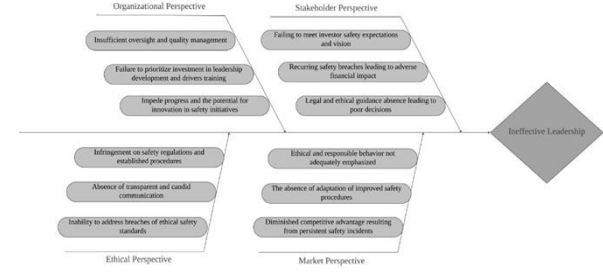 Organizational Perspective
Stakeholder Perspective
Insufficient oversight and quality management
Failure to prioritize investment in leadership
development and drivers training
Impede progress and the potential for
innovation in safety initiatives
Failing to meet investor safety expectations
and vision
Recurring safety breaches leading to adverse
financial impact
Legal and ethical guidance absence leading to
poor decisions
Ineffective Leadership
Infringement on safety regulations and
established procedures
Absence of transparent and candid
communication
Inability to address breaches of ethical safety
standards
Ethical and responsible behavior not
adequately emphasized
The absence of adaptation of improved safety
procedures
Diminished competitive advantage resulting
from persistent safety incidents
Ethical Perspective
Market Perspective